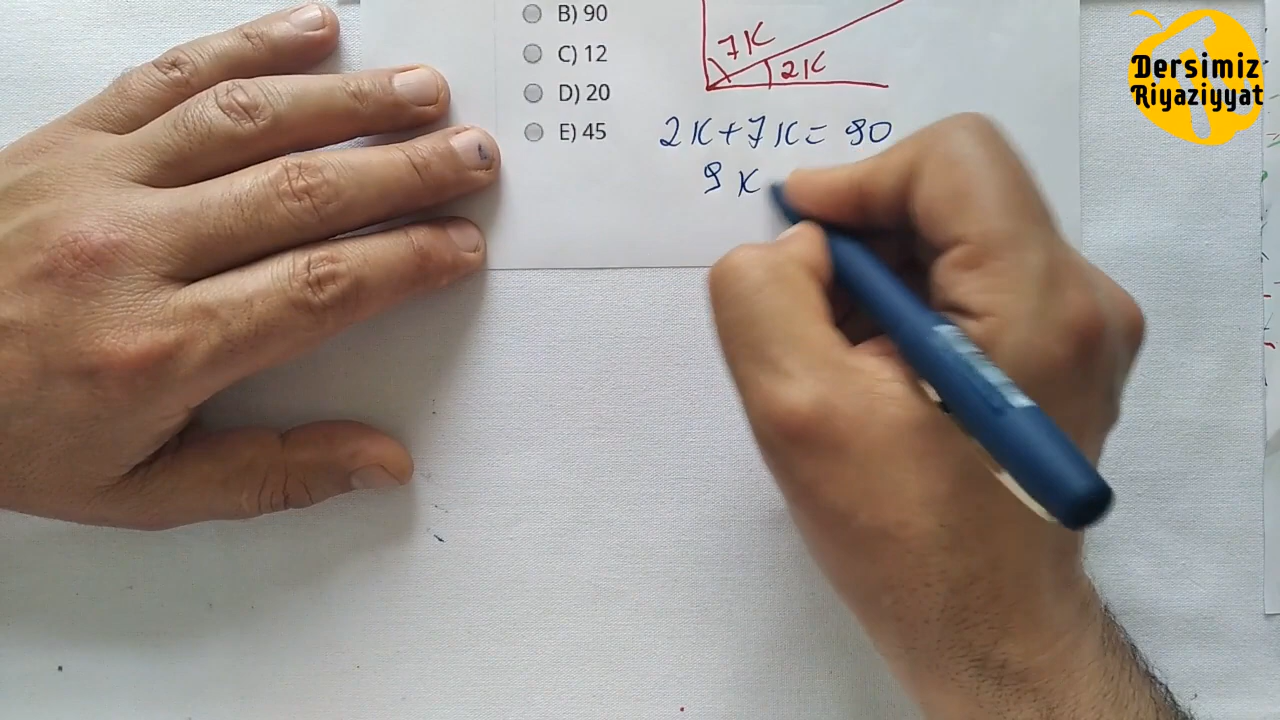 B) 90
C) 12
D) 20
E) 45
7K
2K
2K+7K= 90
9K
Dersimiz
Riyaziyyat